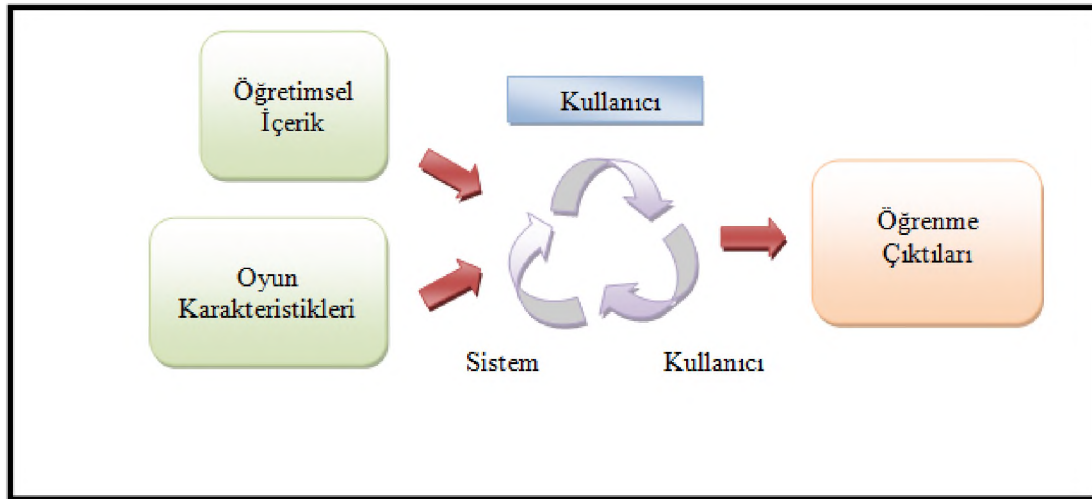 Öğretimsel
İçerik
Kullanıcı
Oyun
Karakteristikleri
Öğrenme
Çıktıları
Sistem
Kullanıcı